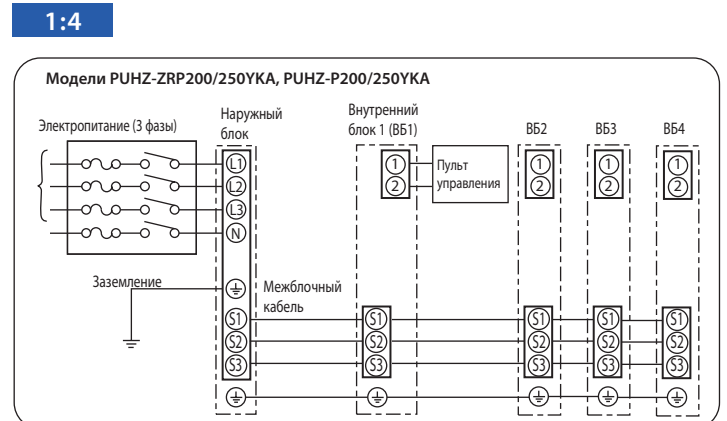 1:4
Модели PUHZ-ZRP200/250YKA, PUHZ-P200/250YKA
Электропитание (3 фазы)
Наружный
блок
Внутренний
блок 1 (ВБ1)
ВБ2
ВБ3
ВБ4
L1
L2
L3
N
1
2
Пульт
управления
1
2
1
2
1
2
Заземление
Межблочный
кабель
S1
S2
S3
S1
S2
S3
S1
S2
S3
S1
S2
S3
S1
S2
S3